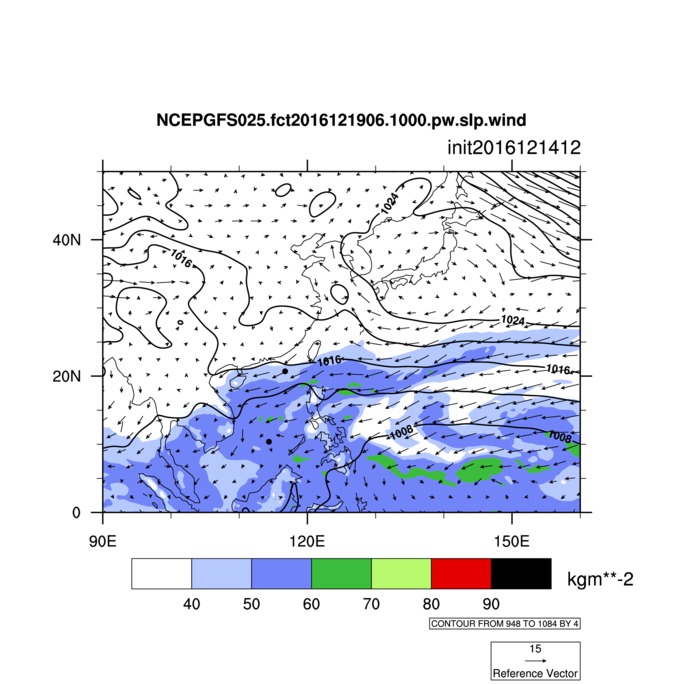 NCEPGFS025.fct2016121906.1000.pw.slp.wind
init2016121412
1024
40N
1016
1024
1016
1016
20N
1008
1008
0
90E 120E 150E
kgm**-2
40 50 60 70 80 90
CONTOUR FROM 948 TO 1084 BY 4
15
Reference Vector